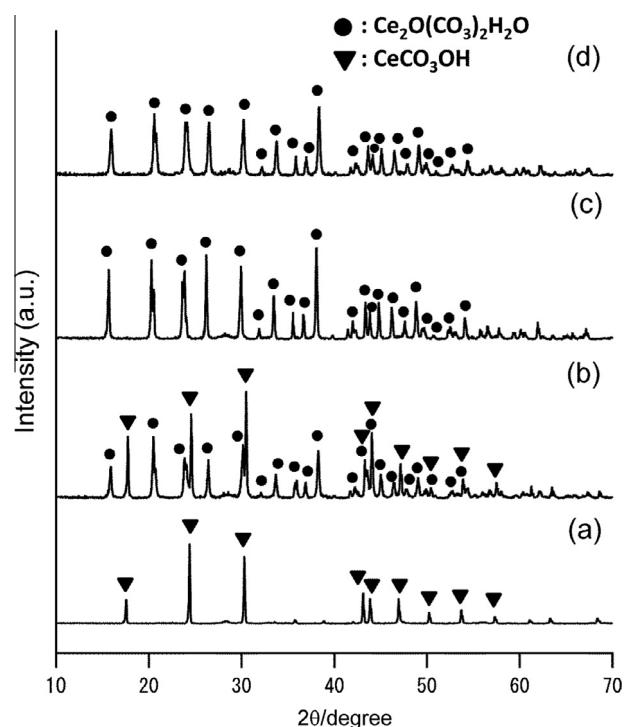 ● : Ce₂O(CO₃)₂H₂O
▼ : CeCO₃OH
(d)
(c)
(b)
(a)
Intensity (a.u.)
10 20 30 40 50 60 70
2θ/degree